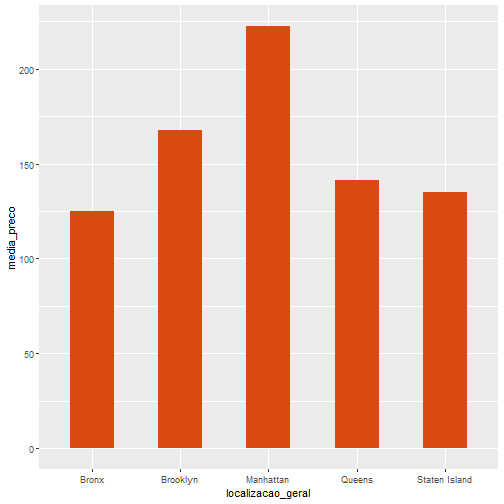 media_preco
200
150
100
50
0
Bronx Brooklyn Manhattan Queens Staten Island
localizacao_geral